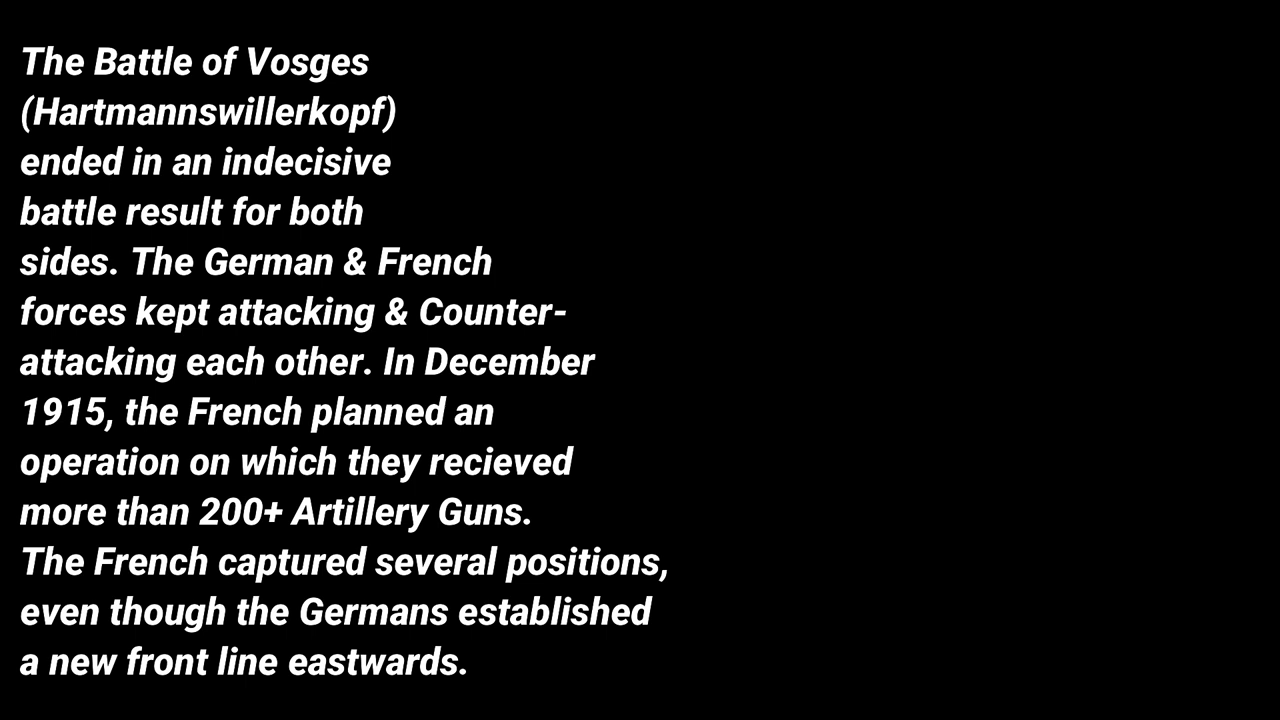 The Battle of Vosges
(Hartmannswillerkopf)
ended in an indecisive
battle result for both
sides. The German & French
forces kept attacking & Counter-
attacking each other. In December
1915, the French planned an
operation on which they recieved
more than 200+ Artillery Guns.
The French captured several positions,
even though the Germans established
a new front line eastwards.